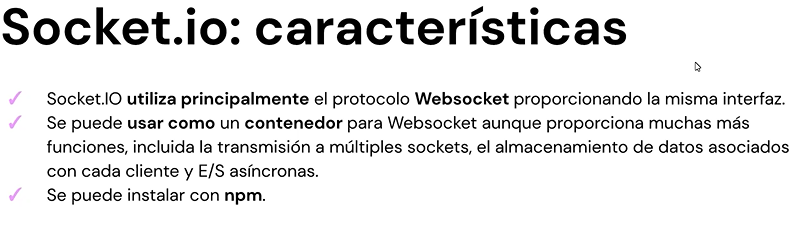 Socket.io: características
✓ Socket.IO utiliza principalmente el protocolo Websocket proporcionando la misma interfaz.
✓ Se puede usar como un contenedor para Websocket aunque proporciona muchas más
funciones, incluida la transmisión a múltiples sockets, el almacenamiento de datos asociados
con cada cliente y E/S asíncronas.
✓ Se puede instalar con npm.